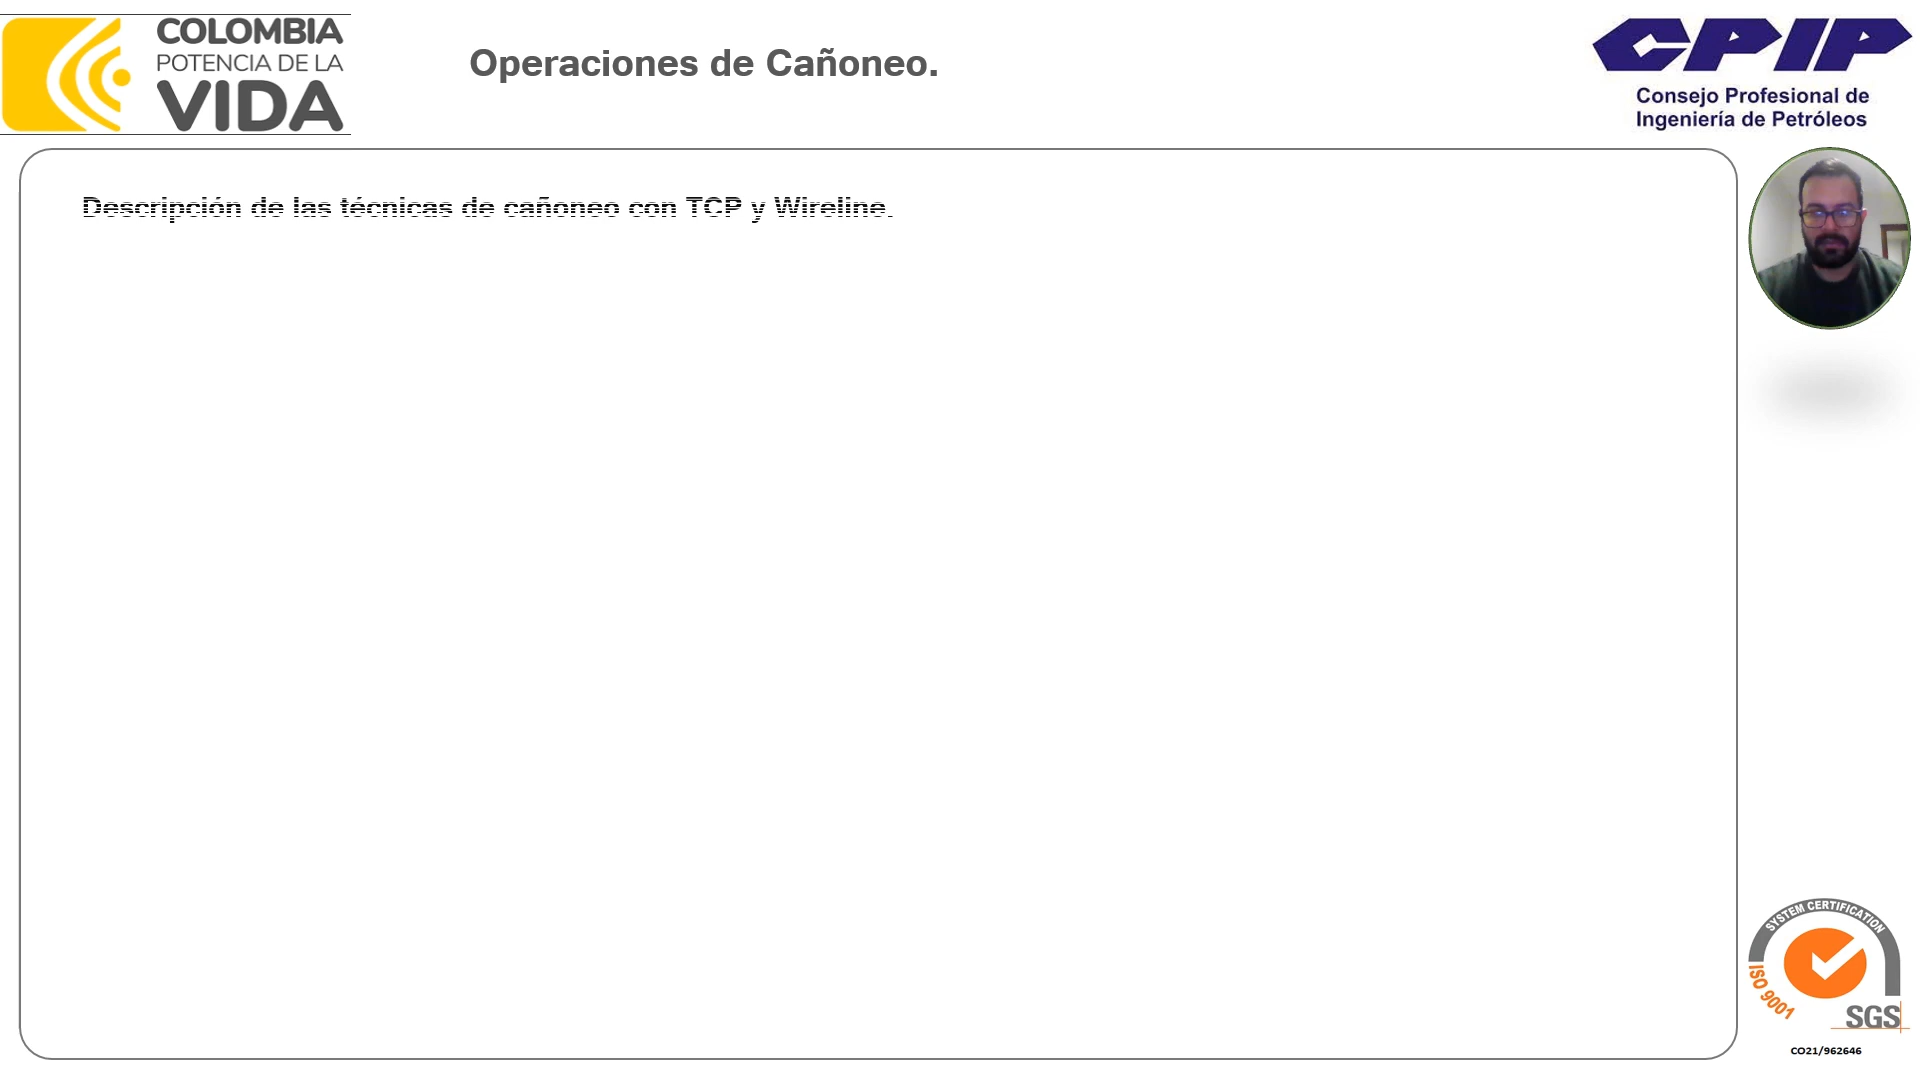 COLOMBIA
POTENCIA DE LA
VIDA
Operaciones de Cañoneo.
CPIP
Consejo Profesional de
Ingeniería de Petróleos
Descripción de las técnicas de cañoneo con TCP y Wireline.
SYSTEM CERTIFICATION
ISO 9001
SGS
CO21/962646